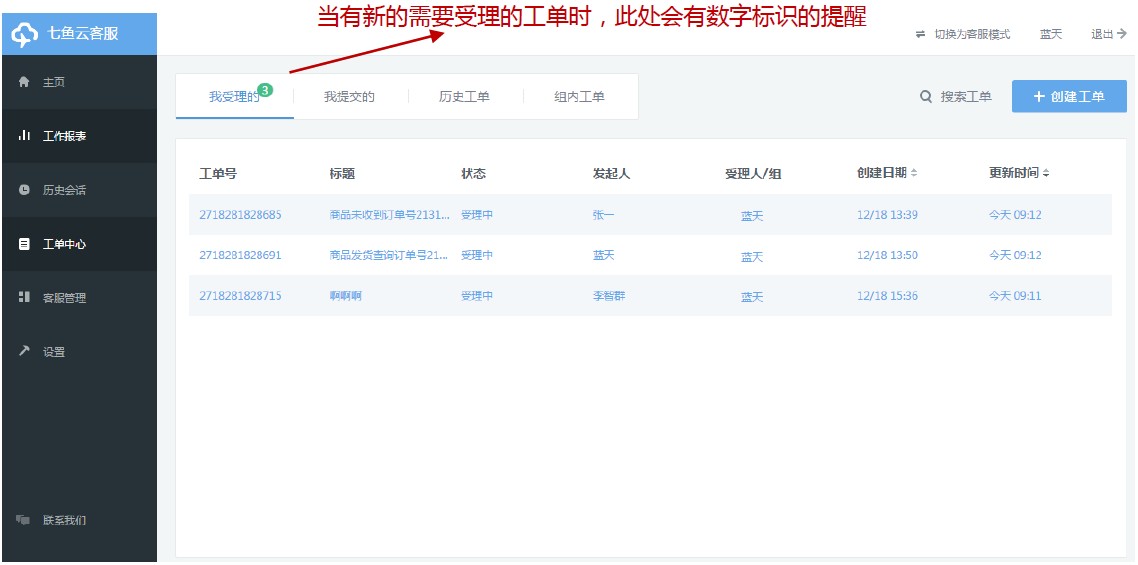 当有新的需要受理的工单时，此处会有数字标识的提醒
七鱼云客服
切换为客服模式 蓝天 退出
主页
工作报表
历史会话
工单中心
客服管理
设置
联系我们
我受理的 3 我提交的 历史工单 组内工单
搜索工单 + 创建工单
工单号 标题 状态 发起人 受理人/组 创建日期 更新时间
2718281828685 商品未收到订单号2131... 受理中 张一 蓝天 12/18 13:39 今天 09:12
2718281828691 商品发货查询订单号21... 受理中 蓝天 蓝天 12/18 13:50 今天 09:12
2718281828715 啊啊啊 受理中 李智群 蓝天 12/18 15:36 今天 09:11